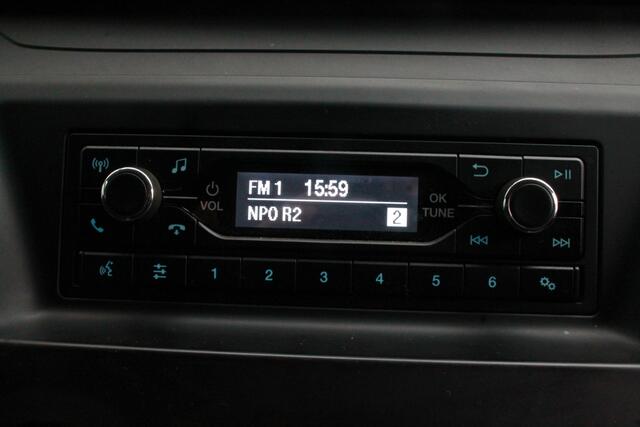 FM 1 15:59
NPO R2 2
VOL
OK
TUNE
1 2 3 4 5 6